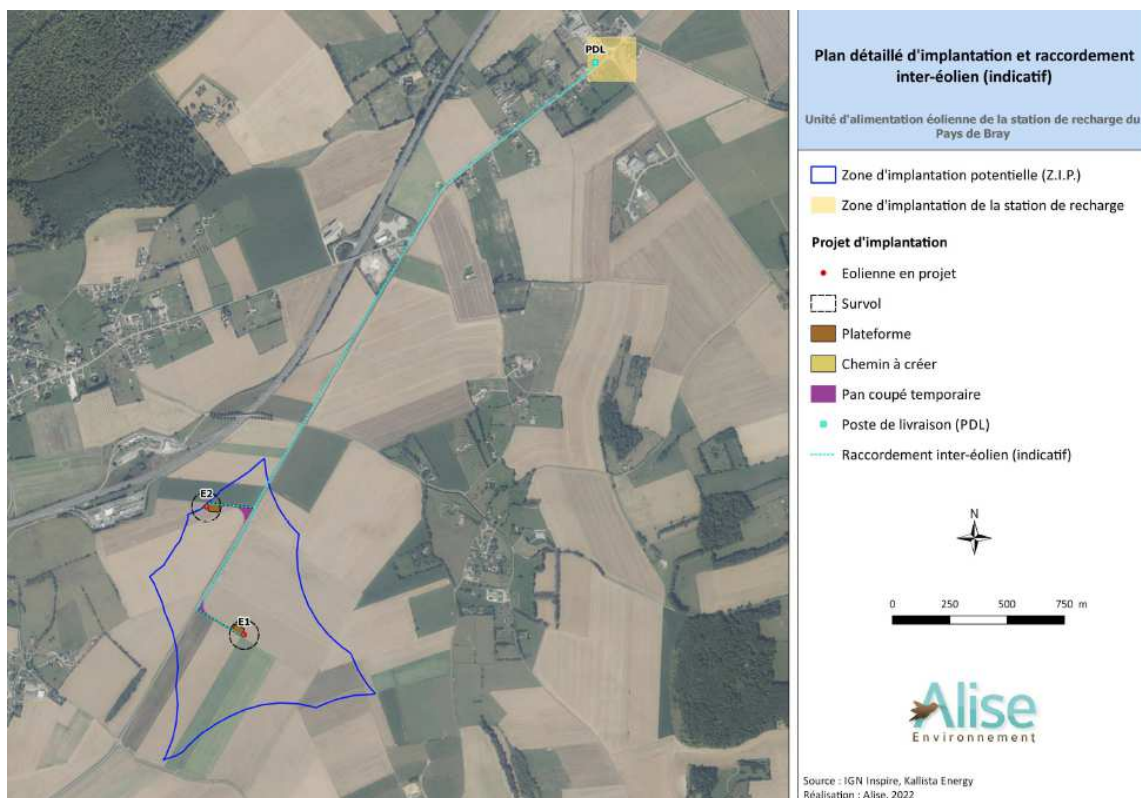 PDL
E2
E1
Plan détaillé d'implantation et raccordement
inter-éolien (indicatif)
Unité d'alimentation éolienne de la station de recharge du
Pays de Bray
Zone d'implantation potentielle (Z.I.P.)
Zone d'implantation de la station de recharge
Projet d'implantation
Eolienne en projet
Survol
Plateforme
Chemin à créer
Pan coupé temporaire
Poste de livraison (PDL)
Raccordement inter-éolien (indicatif)
N
0 250 500 750 m
Alise
Environnement
Source : IGN Inspire, Kallista Energy
Réalisation : Alise, 2022